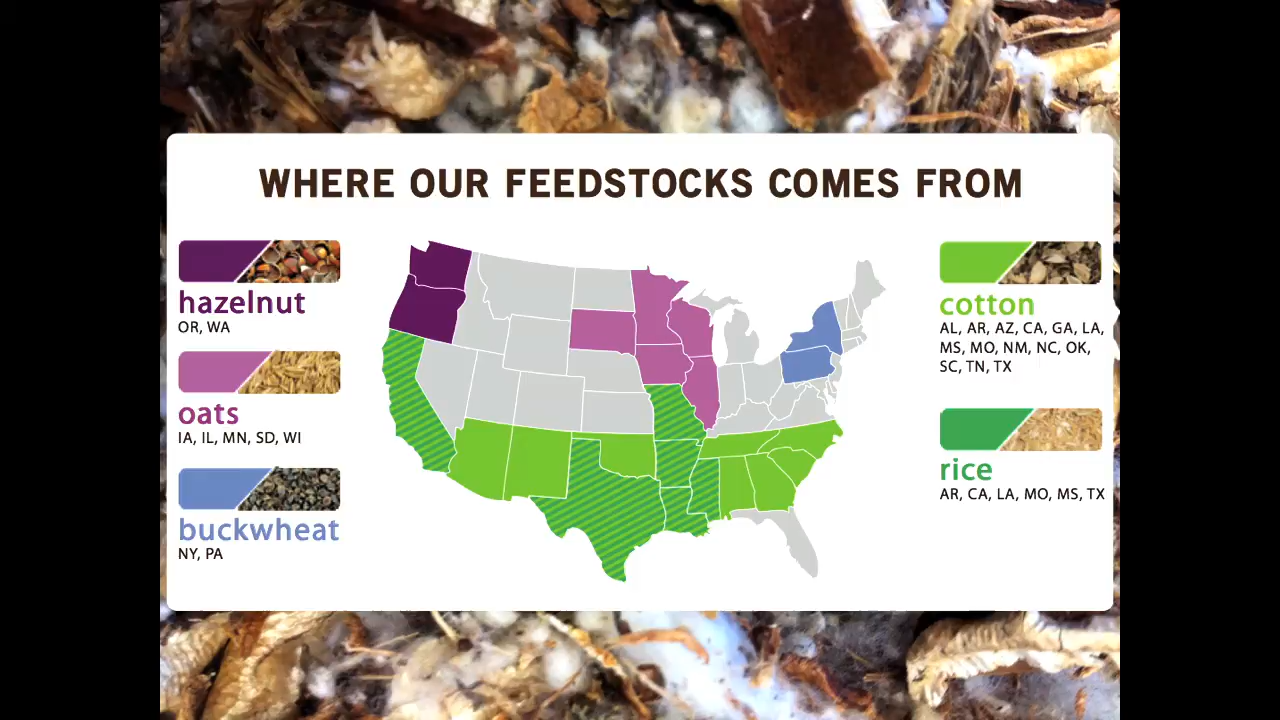 WHERE OUR FEEDSTOCKS COMES FROM
hazelnut
OR, WA
oats
IA, IL, MN, SD, WI
buckwheat
NY, PA
cotton
AL, AR, AZ, CA, GA, LA,
MS, MO, NM, NC, OK,
SC, TN, TX
rice
AR, CA, LA, MO, MS, TX